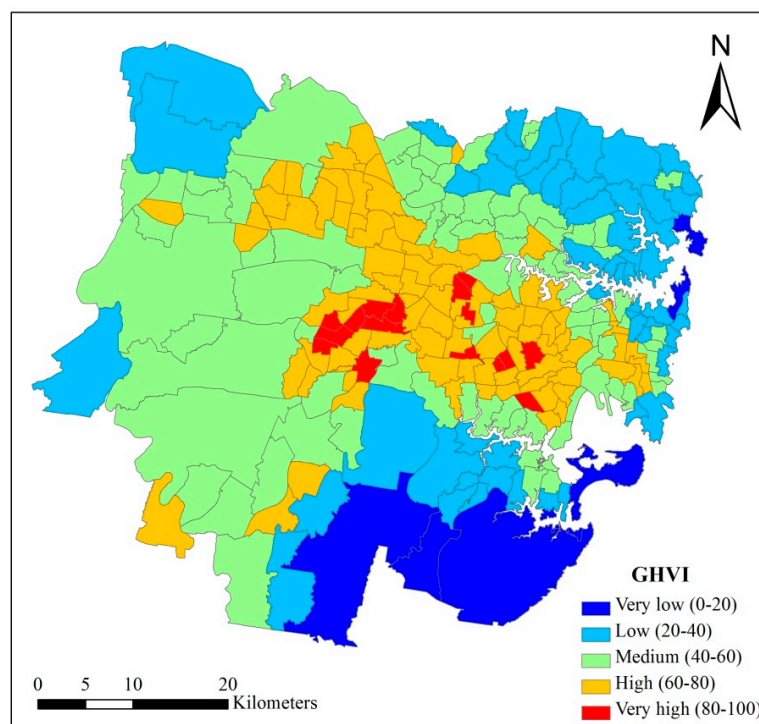 N
GHVI
Very low (0-20)
Low (20-40)
Medium (40-60)
High (60-80)
Very high (80-100)
0 5 10 20
Kilometers